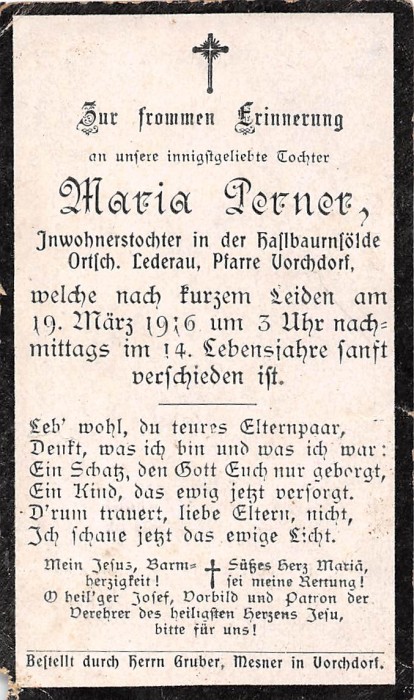 Zur frommen Erinnerung
an unsere innigstgeliebte Tochter
Maria Perner,
Inwohnerstochter in der Haslbaurnsölde
Ortsch. Lederau, Pfarre Vorchdorf,
welche nach kurzem Leiden am
19. März 1916 um 3 Uhr nach=
mittags im 14. Lebensjahre sanft
verschieden ist.
Leb' wohl, du teures Elternpaar,
Denkt, was ich bin und was ich war:
Ein Schatz, den Gott Euch nur geborgt,
Ein Kind, das ewig jetzt versorgt.
D'rum trauert, liebe Eltern, nicht,
Ich schaue jetzt das ewige Licht.
Mein Jesus, Barm=
herzigkeit!
Süßes Herz Mariä,
sei meine Rettung!
O heil'ger Josef, Vorbild und Patron der
Verehrer des heiligsten Herzens Jesu,
bitte für uns!
Bestellt durch Herrn Gruber, Mesner in Vorchdorf.